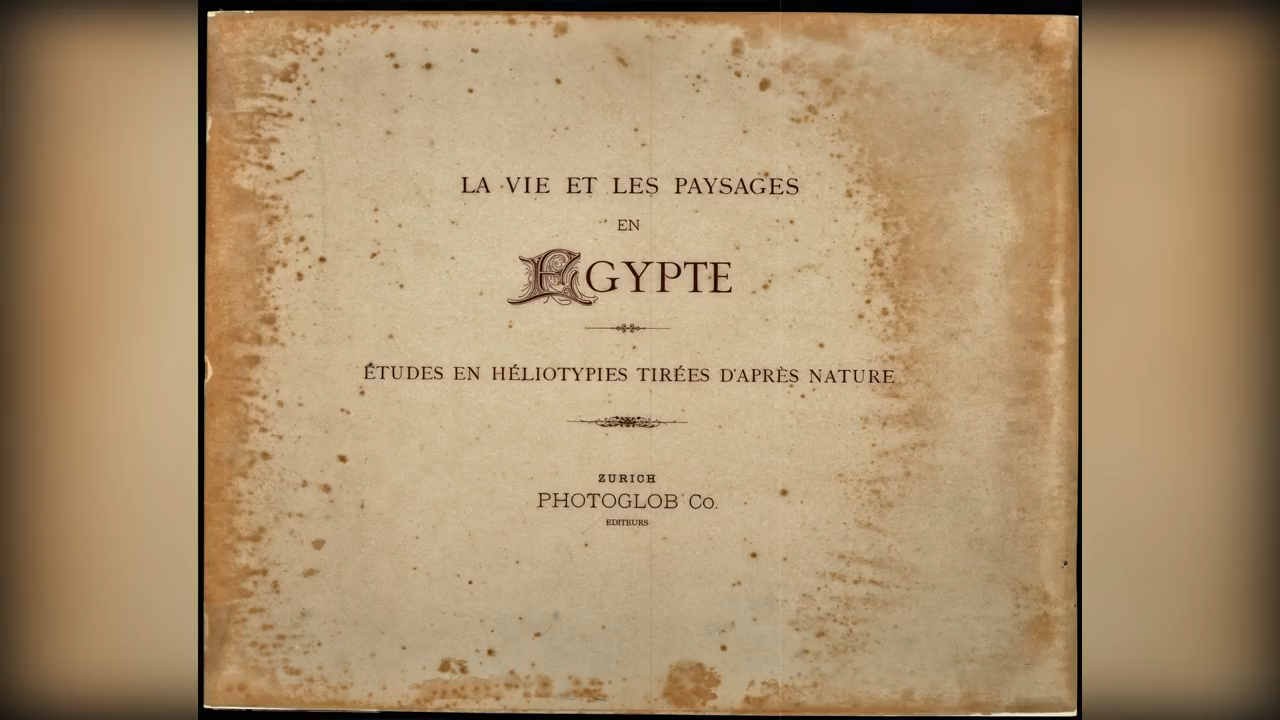 LA VIE ET LES PAYSAGES
EN
EGYPTE
ÉTUDES EN HÉLIOTYPIES TIRÉES D'APRÈS NATURE
ZURICH
PHOTOGLOB Co.
EDITEURS